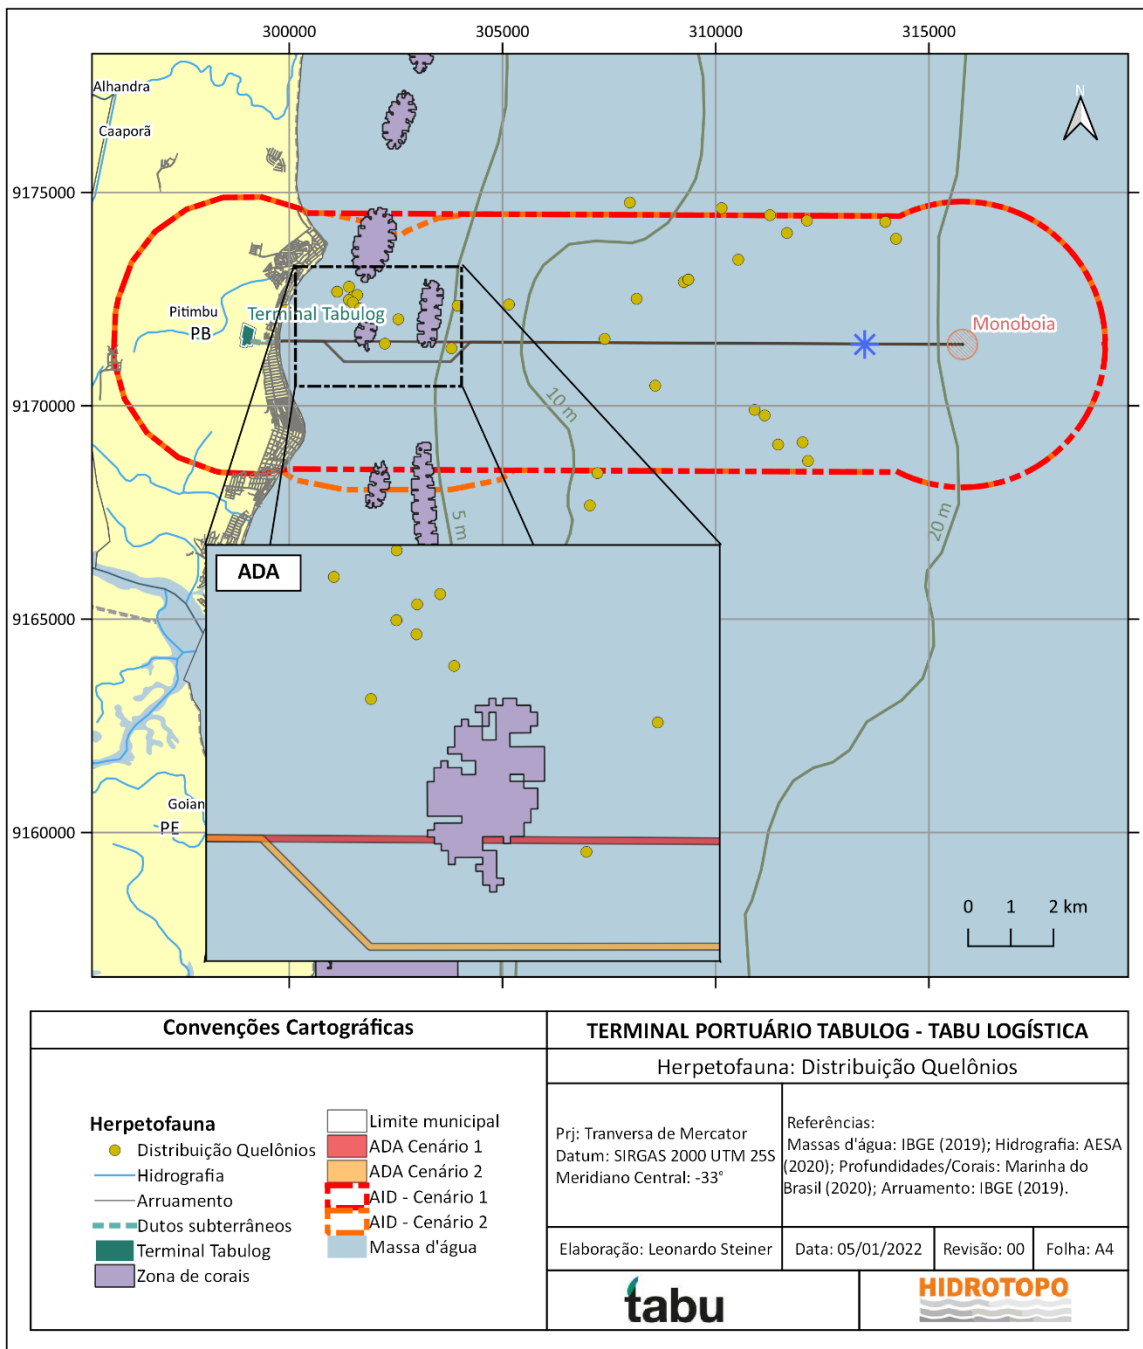 300000 305000 310000 315000
N
Alhandra
Caaporã
9175000
Pitimbu
PB
Terminal Tabulog
Monoboia
9170000
10 m
5 m
20 m
ADA
9165000
Goian
PE
9160000
0 1 2 km
Convenções Cartográficas
Herpetofauna
Distribuição Quelônios
Hidrografia
Arruamento
Dutos subterrâneos
Terminal Tabulog
Zona de corais
Limite municipal
ADA Cenário 1
ADA Cenário 2
AID - Cenário 1
AID - Cenário 2
Massa d'água
TERMINAL PORTUÁRIO TABULOG - TABU LOGÍSTICA
Herpetofauna: Distribuição Quelônios
Prj: Tranversa de Mercator
Datum: SIRGAS 2000 UTM 25S
Meridiano Central: -33°
Referências:
Massas d'água: IBGE (2019); Hidrografia: AESA
(2020); Profundidades/Corais: Marinha do
Brasil (2020); Arruamento: IBGE (2019).
Elaboração: Leonardo Steiner
Data: 05/01/2022
Revisão: 00
Folha: A4
tabu
HIDROTOPO